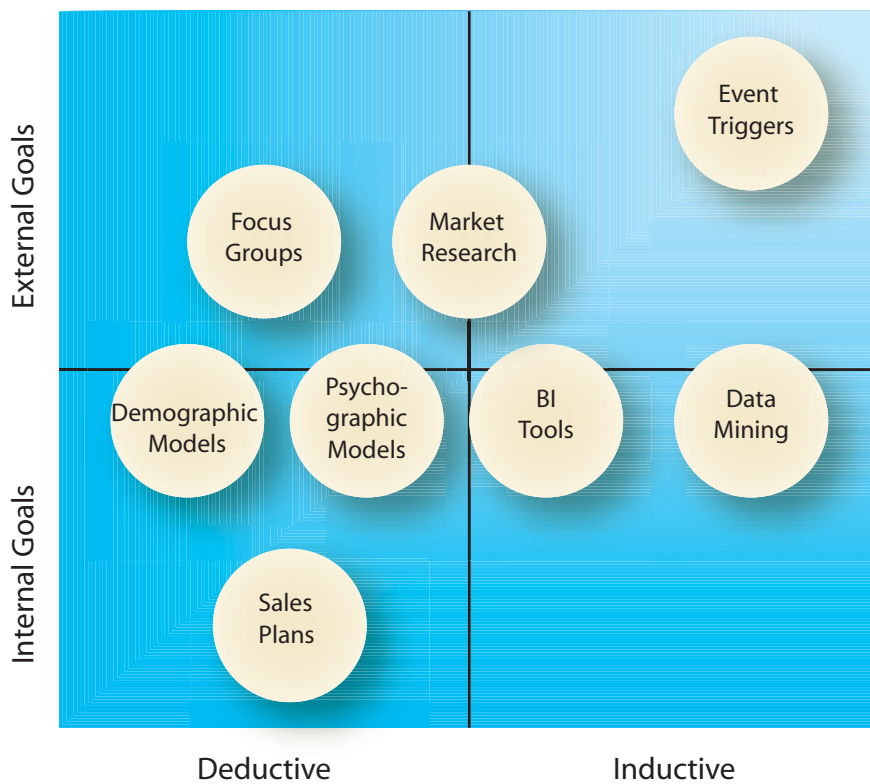 External Goals
Internal Goals
Event
Triggers
Focus
Groups
Market
Research
Demographic
Models
Psycho-
graphic
Models
BI
Tools
Data
Mining
Sales
Plans
Deductive
Inductive